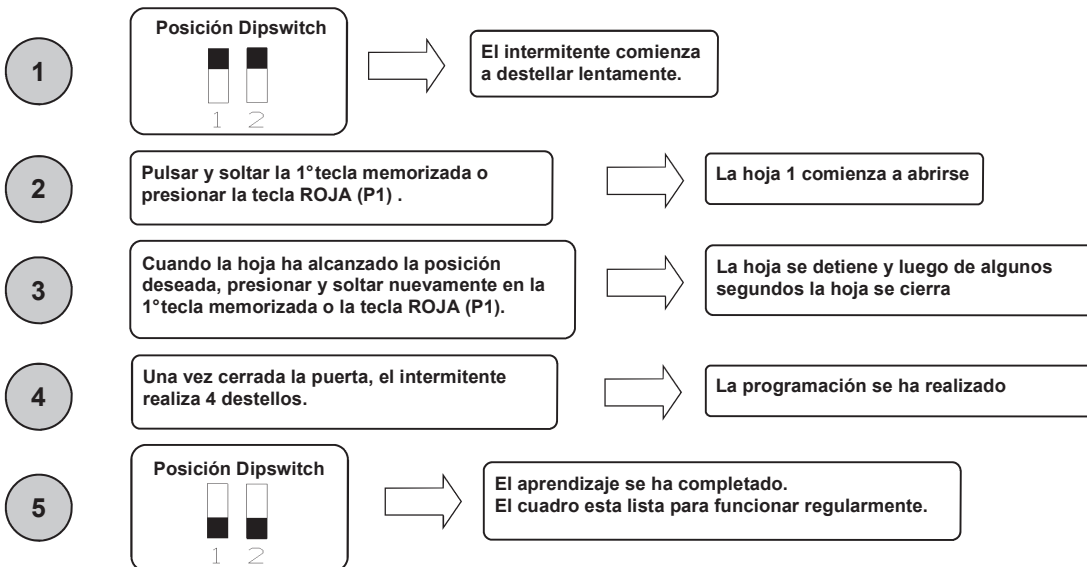 1
Posición Dipswitch
1 2
El intermitente comienza
a destellar lentamente.
2
Pulsar y soltar la 1° tecla memorizada o
presionar la tecla ROJA (P1) .
La hoja 1 comienza a abrirse
3
Cuando la hoja ha alcanzado la posición
deseada, presionar y soltar nuevamente en la
1° tecla memorizada o la tecla ROJA (P1).
La hoja se detiene y luego de algunos
segundos la hoja se cierra
4
Una vez cerrada la puerta, el intermitente
realiza 4 destellos.
La programación se ha realizado
5
Posición Dipswitch
1 2
El aprendizaje se ha completado.
El cuadro esta lista para funcionar regularmente.